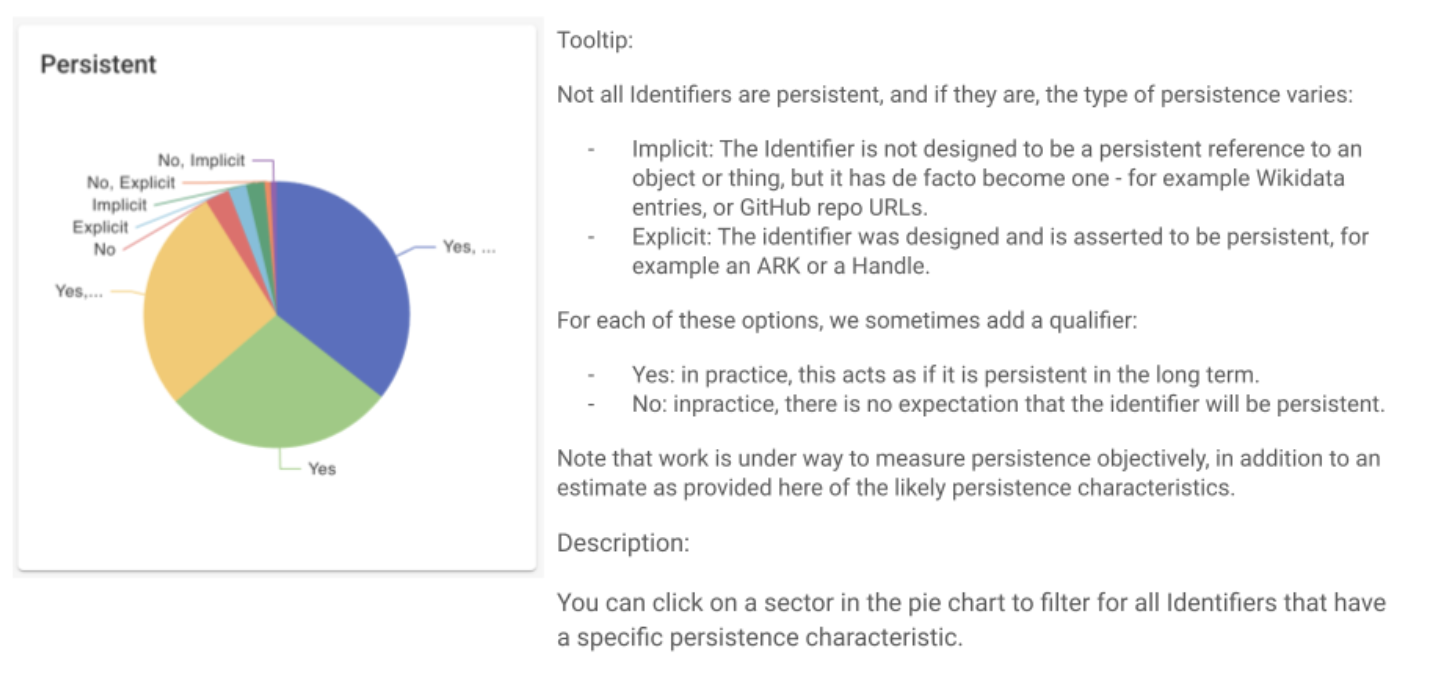 Persistent
No, Implicit
No, Explicit
Implicit
Explicit
No
Yes,...
Yes, ...
Yes
Tooltip:
Not all Identifiers are persistent, and if they are, the type of persistence varies:
- Implicit: The Identifier is not designed to be a persistent reference to an
object or thing, but it has de facto become one - for example Wikidata
entries, or GitHub repo URLs.
- Explicit: The identifier was designed and is asserted to be persistent, for
example an ARK or a Handle.
For each of these options, we sometimes add a qualifier:
- Yes: in practice, this acts as if it is persistent in the long term.
- No: inpractice, there is no expectation that the identifier will be persistent.
Note that work is under way to measure persistence objectively, in addition to an
estimate as provided here of the likely persistence characteristics.
Description:
You can click on a sector in the pie chart to filter for all Identifiers that have
a specific persistence characteristic.